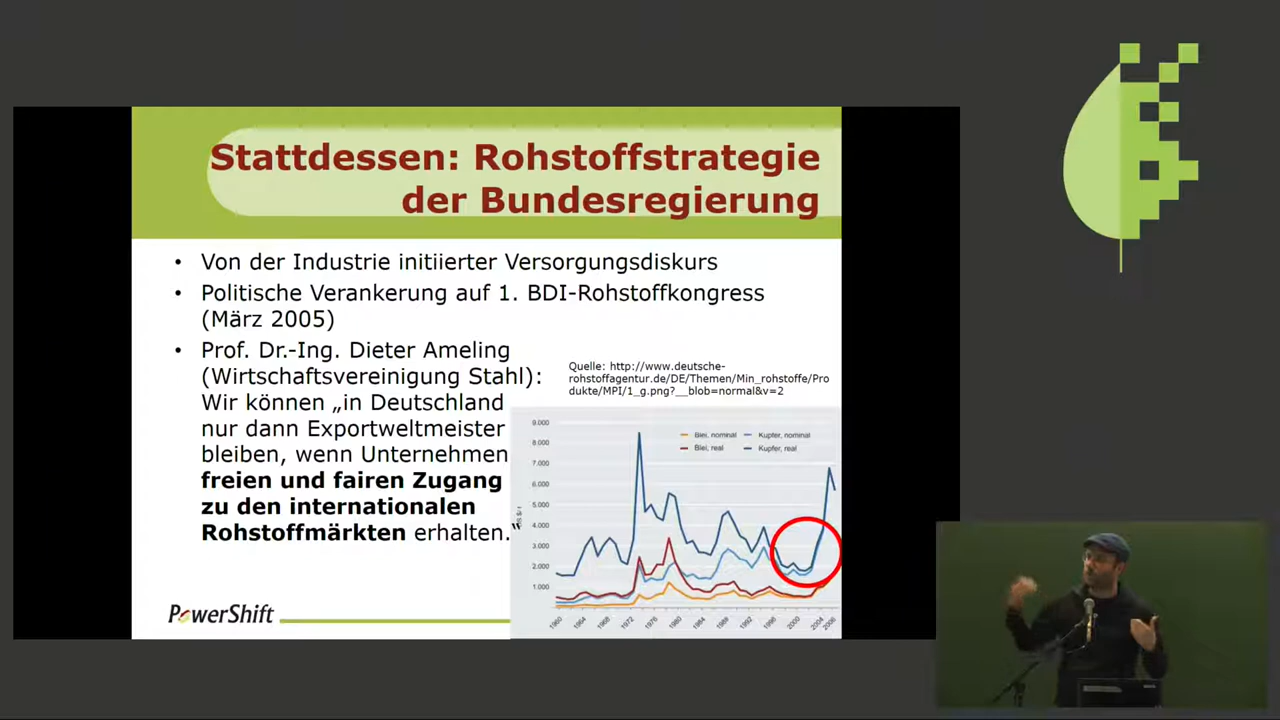 Stattdessen: Rohstoffstrategie
der Bundesregierung
• Von der Industrie initiierter Versorgungsdiskurs
• Politische Verankerung auf 1. BDI-Rohstoffkongress
(März 2005)
• Prof. Dr.-Ing. Dieter Ameling
(Wirtschaftsvereinigung Stahl):
Wir können „in Deutschland
nur dann Exportweltmeister
bleiben, wenn Unternehmen
freien und fairen Zugang
zu den internationalen
Rohstoffmärkten erhalten.“
Quelle: http://www.deutsche-
rohstoffagentur.de/DE/Themen/Min_rohstoffe/Pro
dukte/MPI/1_g.png?__blob=normal&v=2
9.000
8.000
7.000
6.000
5.000
4.000
3.000
2.000
1.000
Blei, nominal
Kupfer, nominal
Blei, real
Kupfer, real
1960
1964
1968
1972
1976
1980
1984
1988
1992
1996
2000
2004
2006
PowerShift